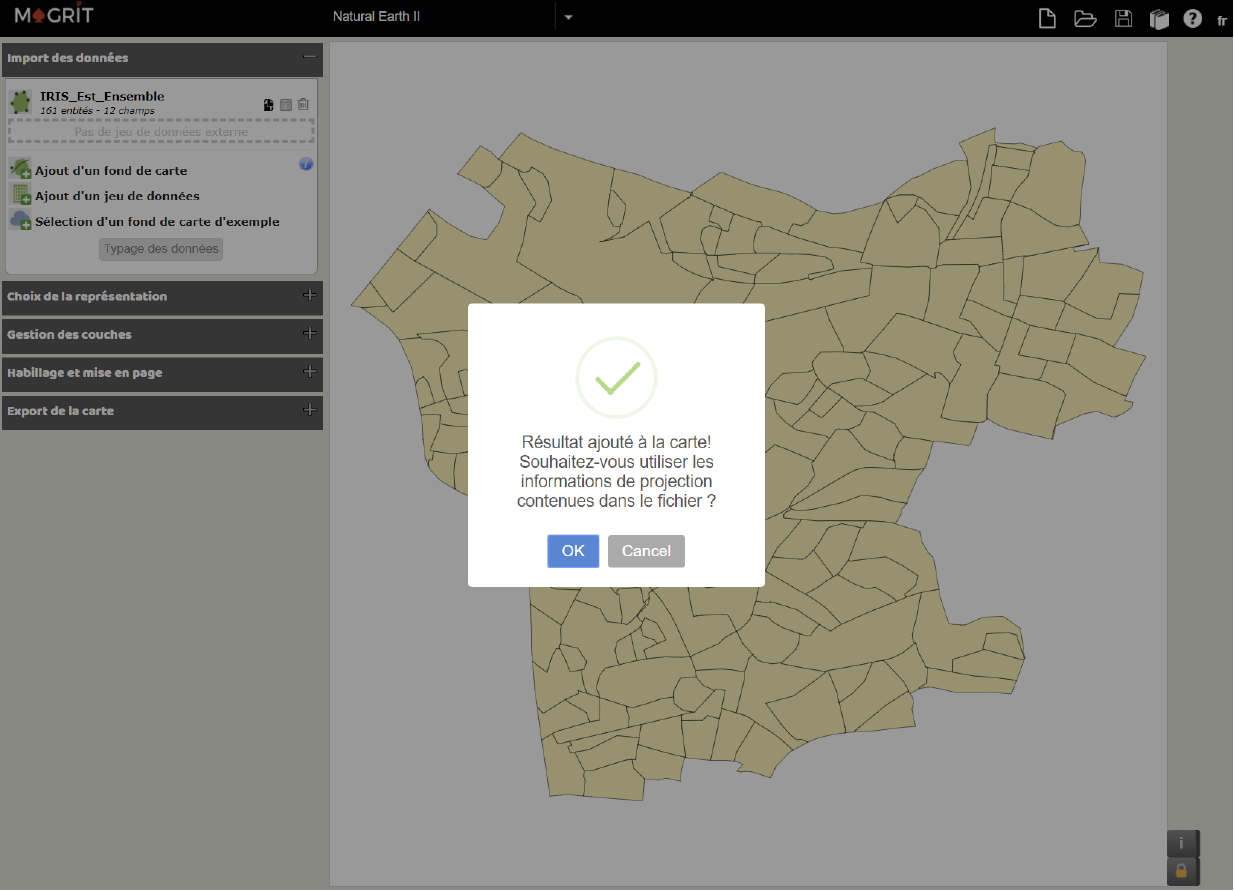 MAGRIT
Natural Earth II
fr
Import des données
IRIS_Est_Ensemble
161 entités - 12 champs
Pas de jeu de données externe
Ajout d'un fond de carte
Ajout d'un jeu de données
Sélection d'un fond de carte d'exemple
Typage des données
Choix de la représentation
Gestion des couches
Habillage et mise en page
Export de la carte
Résultat ajouté à la carte!
Souhaitez-vous utiliser les
informations de projection
contenues dans le fichier ?
OK
Cancel
i